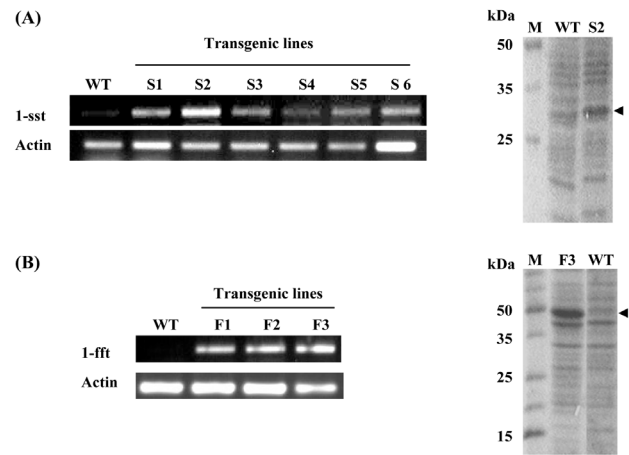 (A)
Transgenic lines
WT S1 S2 S3 S4 S5 S 6
1-sst
Actin
kDa
M WT S2
50
35
25
(B)
Transgenic lines
WT F1 F2 F3
1-fft
Actin
kDa
M F3 WT
50
35
25
15